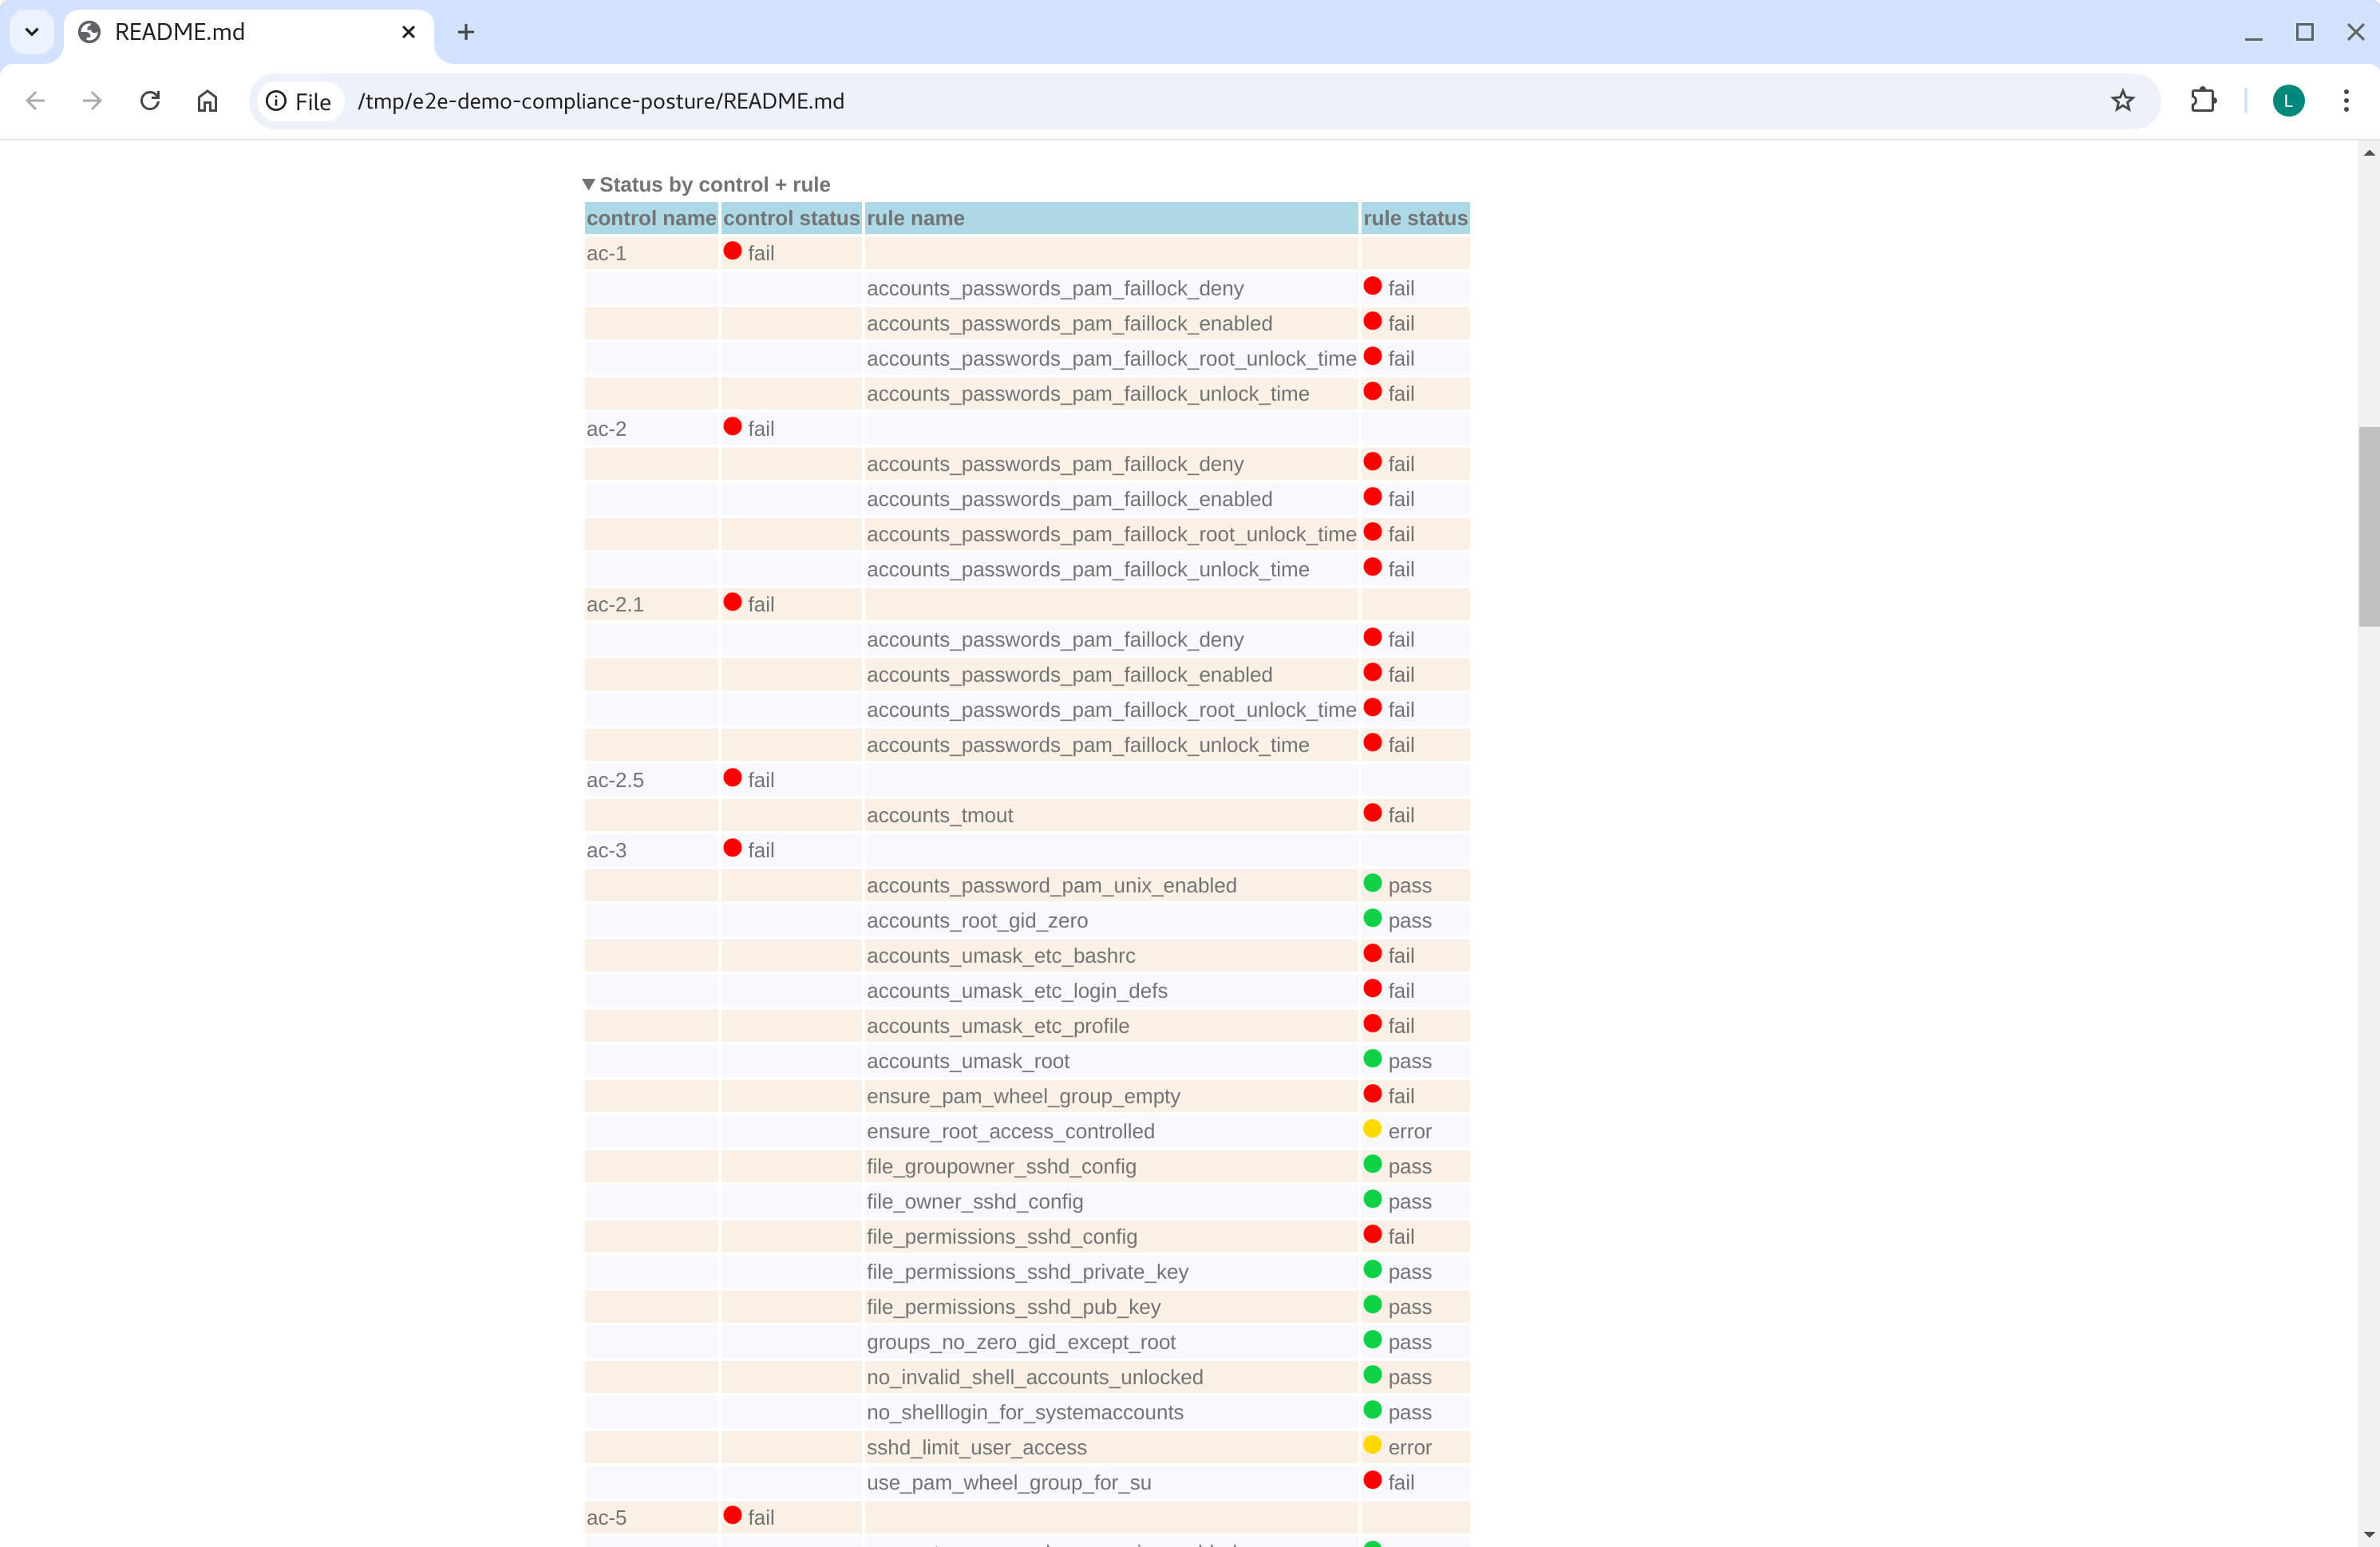 README.md
File /tmp/e2e-demo-compliance-posture/README.md
L
Status by control + rule
control name control status rule name rule status
ac-1 fail
accounts_passwords_pam_faillock_deny fail
accounts_passwords_pam_faillock_enabled fail
accounts_passwords_pam_faillock_root_unlock_time fail
accounts_passwords_pam_faillock_unlock_time fail
ac-2 fail
accounts_passwords_pam_faillock_deny fail
accounts_passwords_pam_faillock_enabled fail
accounts_passwords_pam_faillock_root_unlock_time fail
accounts_passwords_pam_faillock_unlock_time fail
ac-2.1 fail
accounts_passwords_pam_faillock_deny fail
accounts_passwords_pam_faillock_enabled fail
accounts_passwords_pam_faillock_root_unlock_time fail
accounts_passwords_pam_faillock_unlock_time fail
ac-2.5 fail
accounts_tmout fail
ac-3 fail
accounts_password_pam_unix_enabled pass
accounts_root_gid_zero pass
accounts_umask_etc_bashrc fail
accounts_umask_etc_login_defs fail
accounts_umask_etc_profile fail
accounts_umask_root pass
ensure_pam_wheel_group_empty fail
ensure_root_access_controlled error
file_groupowner_sshd_config pass
file_owner_sshd_config pass
file_permissions_sshd_config fail
file_permissions_sshd_private_key pass
file_permissions_sshd_pub_key pass
groups_no_zero_gid_except_root pass
no_invalid_shell_accounts_unlocked pass
no_shelllogin_for_systemaccounts pass
sshd_limit_user_access error
use_pam_wheel_group_for_su fail
ac-5 fail